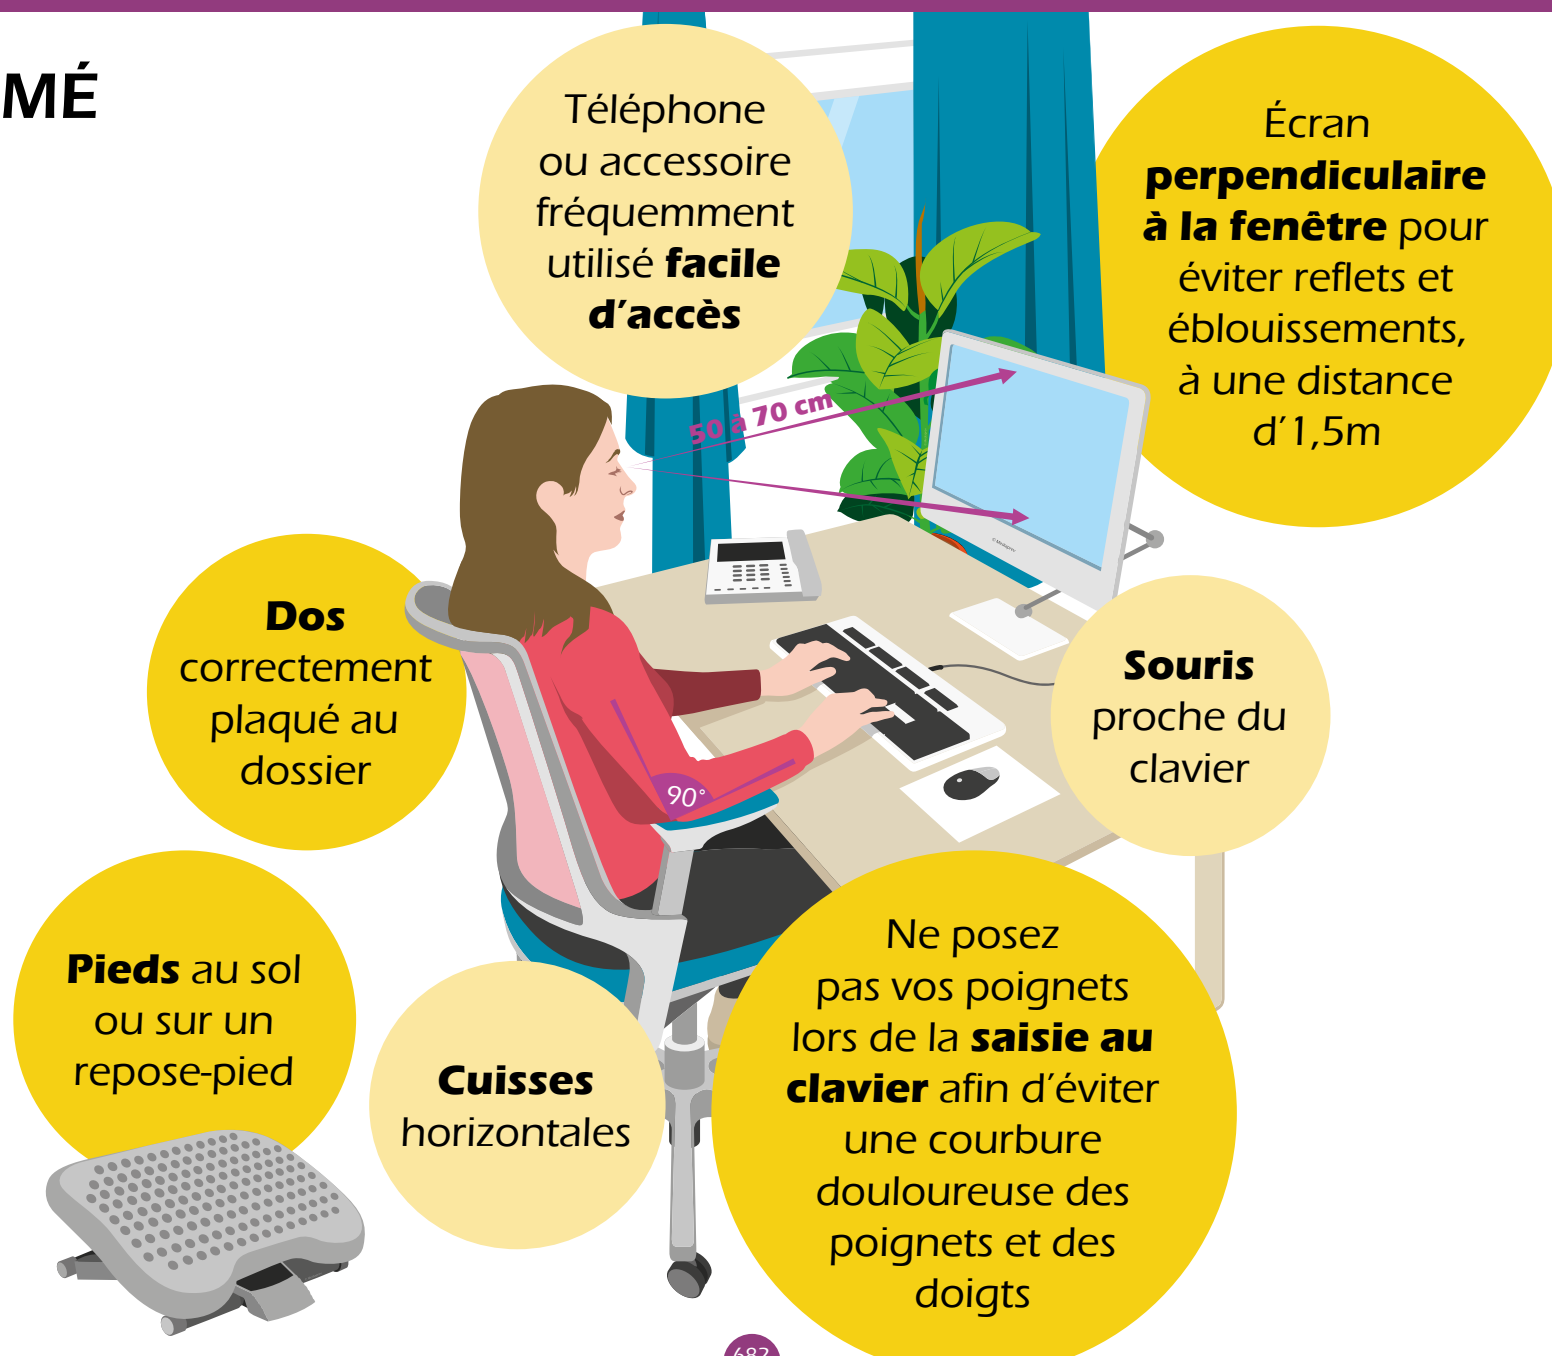 MÉ
Téléphone
ou accessoire
fréquemment
utilisé facile
d'accès
Écran
perpendiculaire
à la fenêtre pour
éviter reflets et
éblouissements,
à une distance
d'1,5m
50 à 70 cm
Dos
correctement
plaqué au
dossier
90°
Souris
proche du
clavier
Pieds au sol
ou sur un
repose-pied
Cuisses
horizontales
Ne posez
pas vos poignets
lors de la saisie au
clavier afin d'éviter
une courbure
douloureuse des
poignets et des
doigts
682